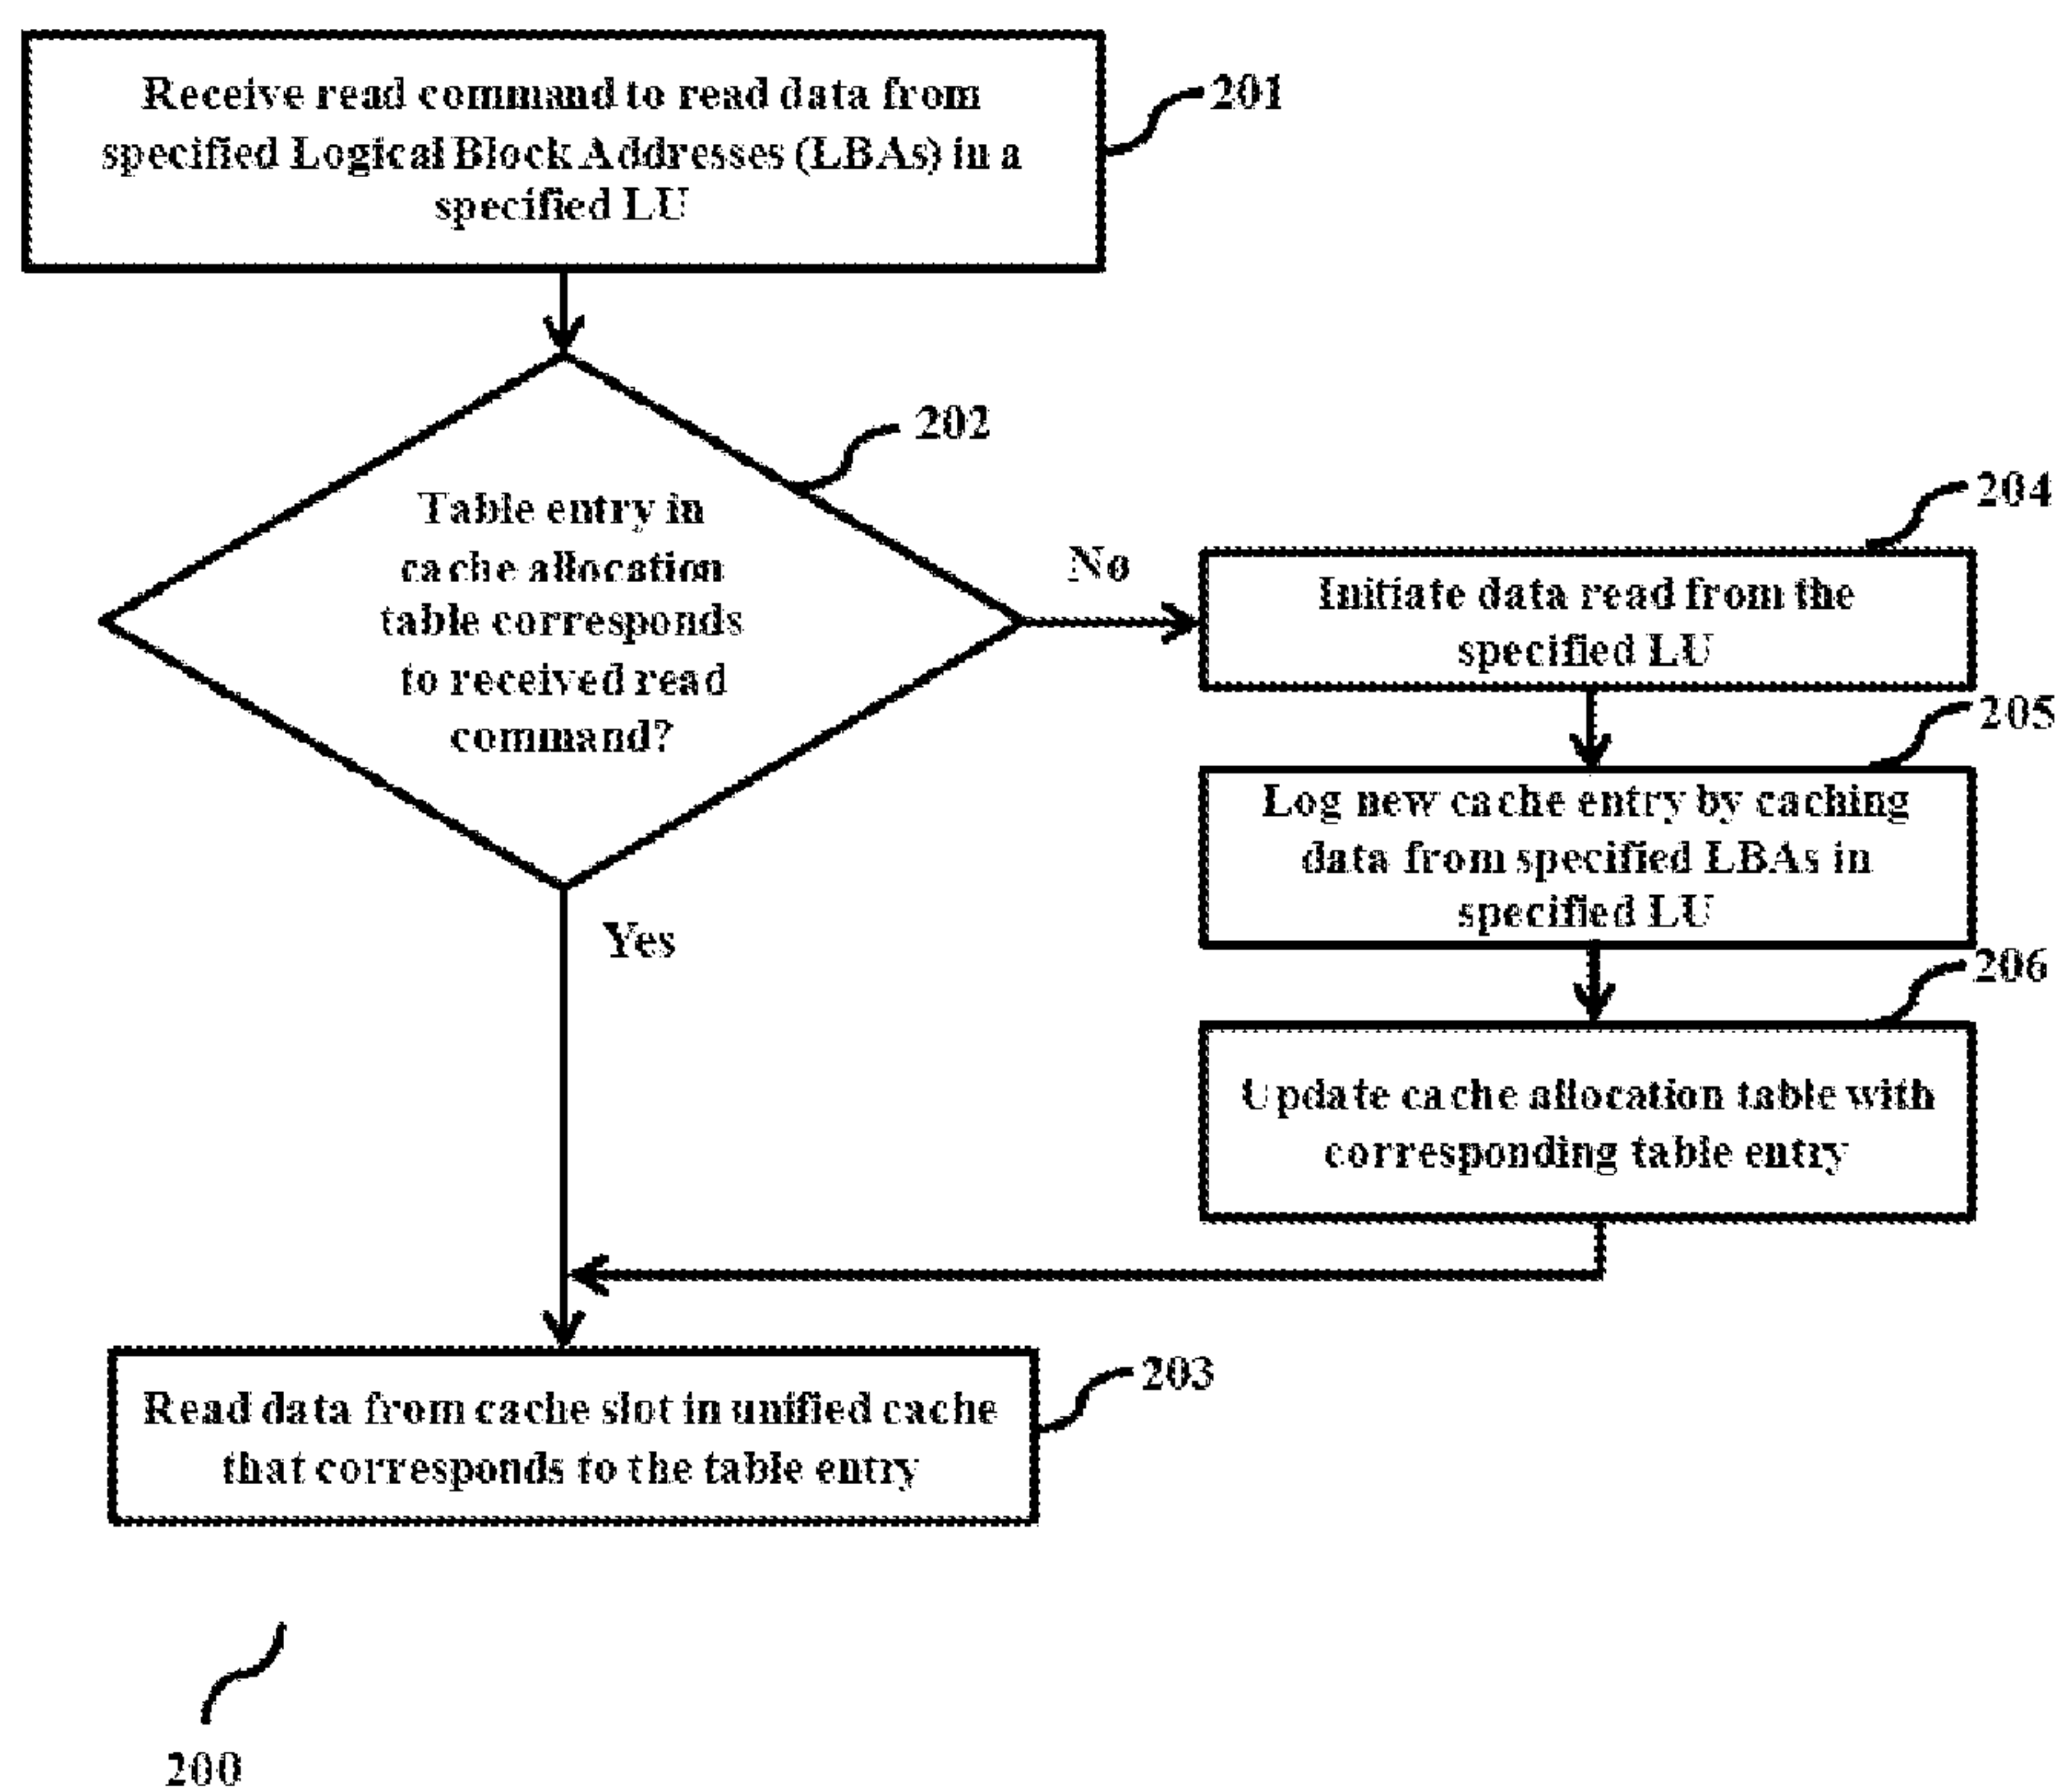 Receive read command to read data from
specified Logical Block Addresses (LBAs) in a
specified LU
201
202
Table entry in
cache allocation
table corresponds
to received read
command?
No
Yes
204
Initiate data read from the
specified LU
205
Log new cache entry by caching
data from specified LBAs in
specified LU
206
Update cache allocation table with
corresponding table entry
203
Read data from cache slot in unified cache
that corresponds to the table entry
200